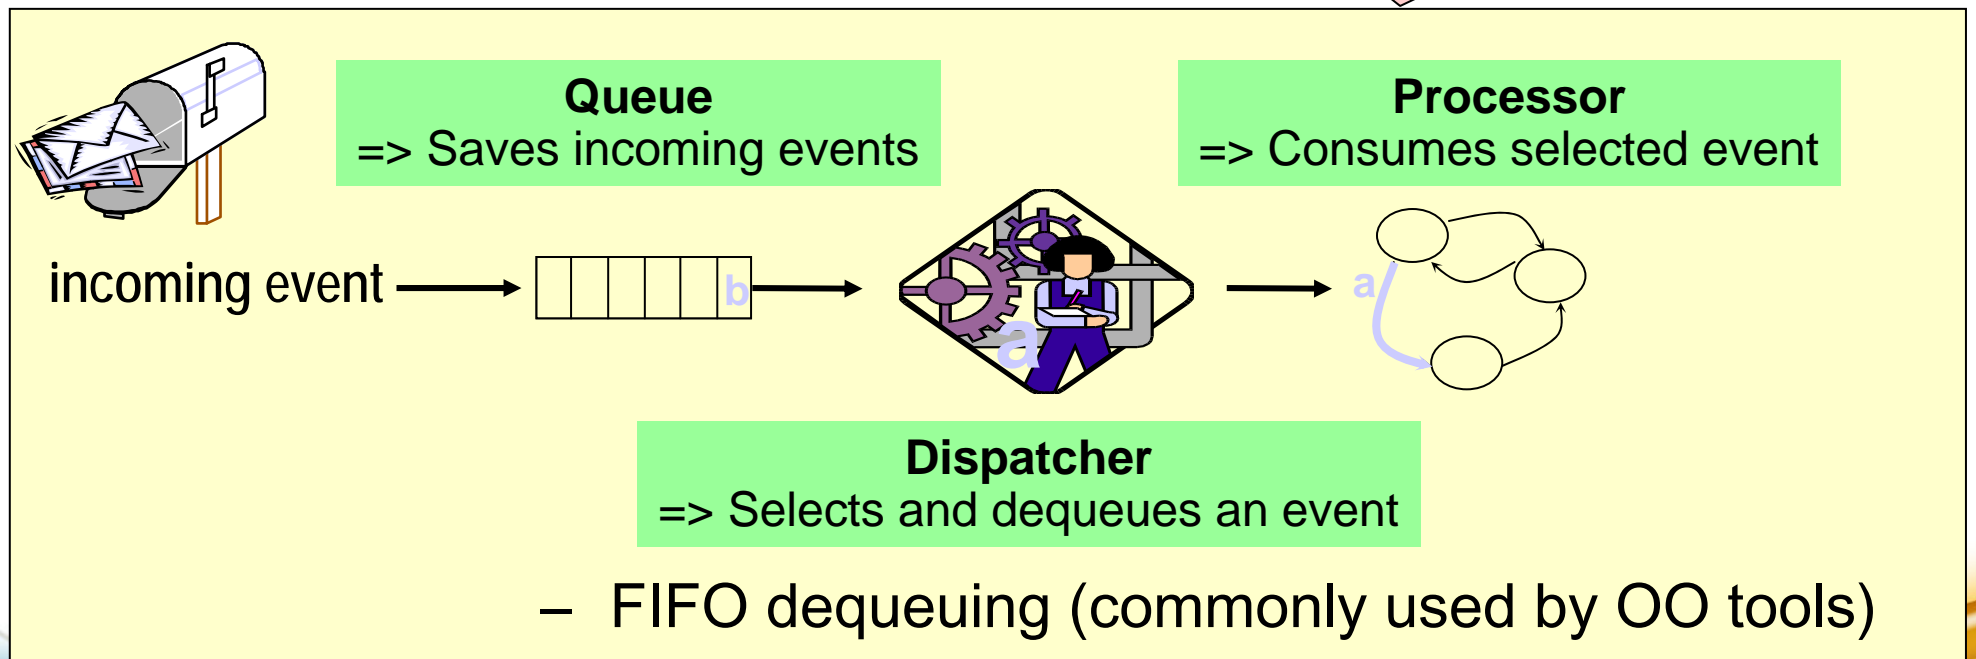 Queue
=> Saves incoming events
Processor
=> Consumes selected event
incoming event
b
a
a
Dispatcher
=> Selects and dequeues an event
– FIFO dequeuing (commonly used by OO tools)